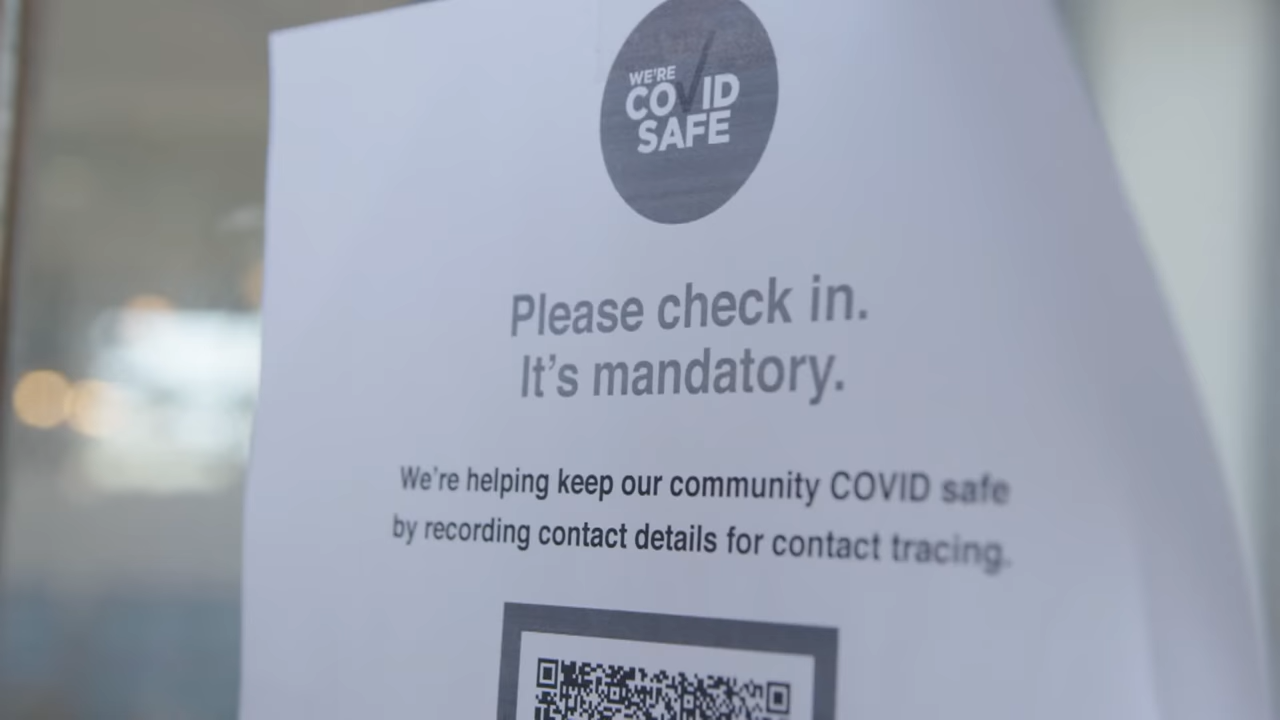 WE'RE
COVID
SAFE
Please check in.
It's mandatory.
We're helping keep our community COVID safe
by recording contact details for contact tracing.